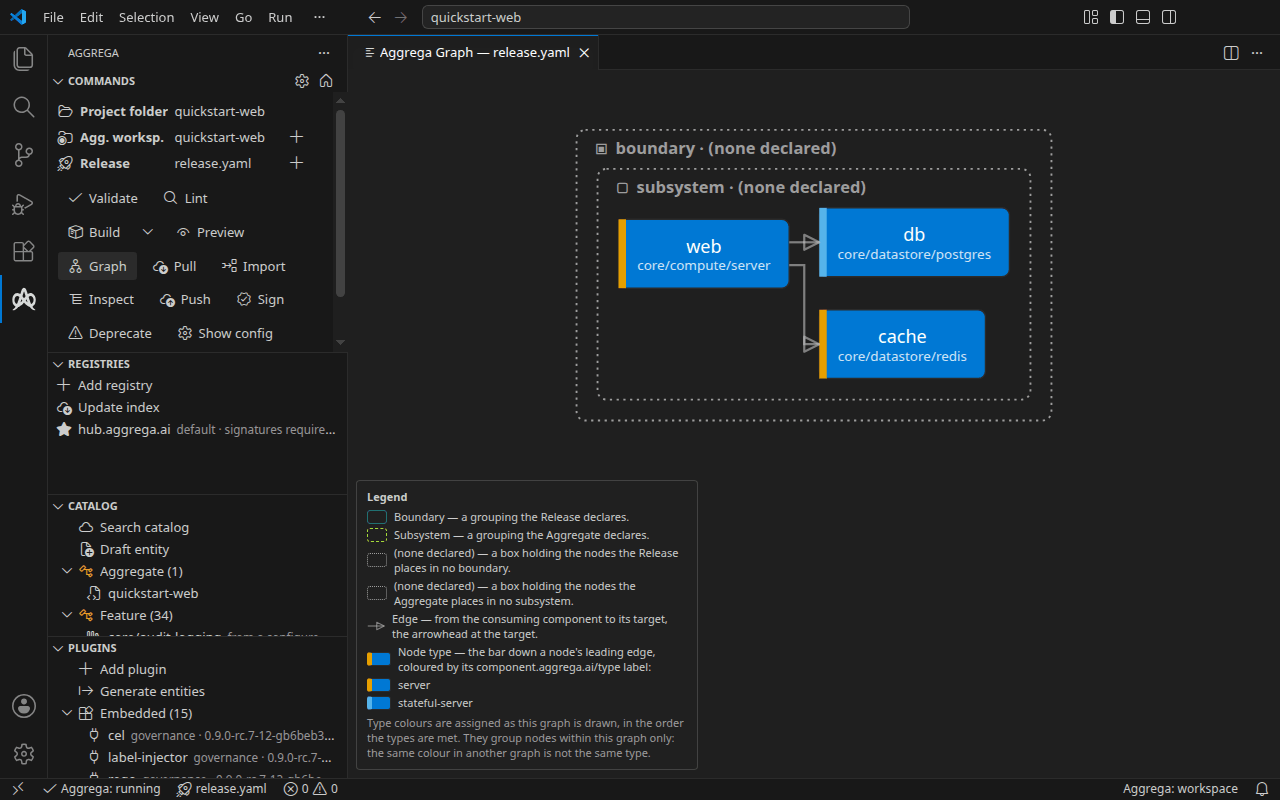 File Edit Selection View Go Run ···
quickstart-web
AGGREGA
COMMANDS
Project folder quickstart-web
Agg. worksp. quickstart-web
Release release.yaml
Validate Lint
Build Preview
Graph Pull Import
Inspect Push Sign
Deprecate Show config
REGISTRIES
Add registry
Update index
hub.aggrega.ai default · signatures require...
CATALOG
Search catalog
Draft entity
Aggregate (1)
quickstart-web
Feature (34)
PLUGINS
Add plugin
Generate entities
Embedded (15)
cel governance · 0.9.0-rc.7-12-gb6beb3...
label-injector governance · 0.9.0-rc.7-...
Aggrega Graph — release.yaml
boundary · (none declared)
subsystem · (none declared)
web
core/compute/server
db
core/datastore/postgres
cache
core/datastore/redis
Legend
Boundary — a grouping the Release declares.
Subsystem — a grouping the Aggregate declares.
(none declared) — a box holding the nodes the Release
places in no boundary.
(none declared) — a box holding the nodes the
Aggregate places in no subsystem.
Edge — from the consuming component to its target,
the arrowhead at the target.
Node type — the bar down a node's leading edge,
coloured by its component.aggrega.ai/type label:
server
stateful-server
Type colours are assigned as this graph is drawn, in the order
the types are met. They group nodes within this graph only:
the same colour in another graph is not the same type.
Aggrega: running release.yaml 0 0 Aggrega: workspace